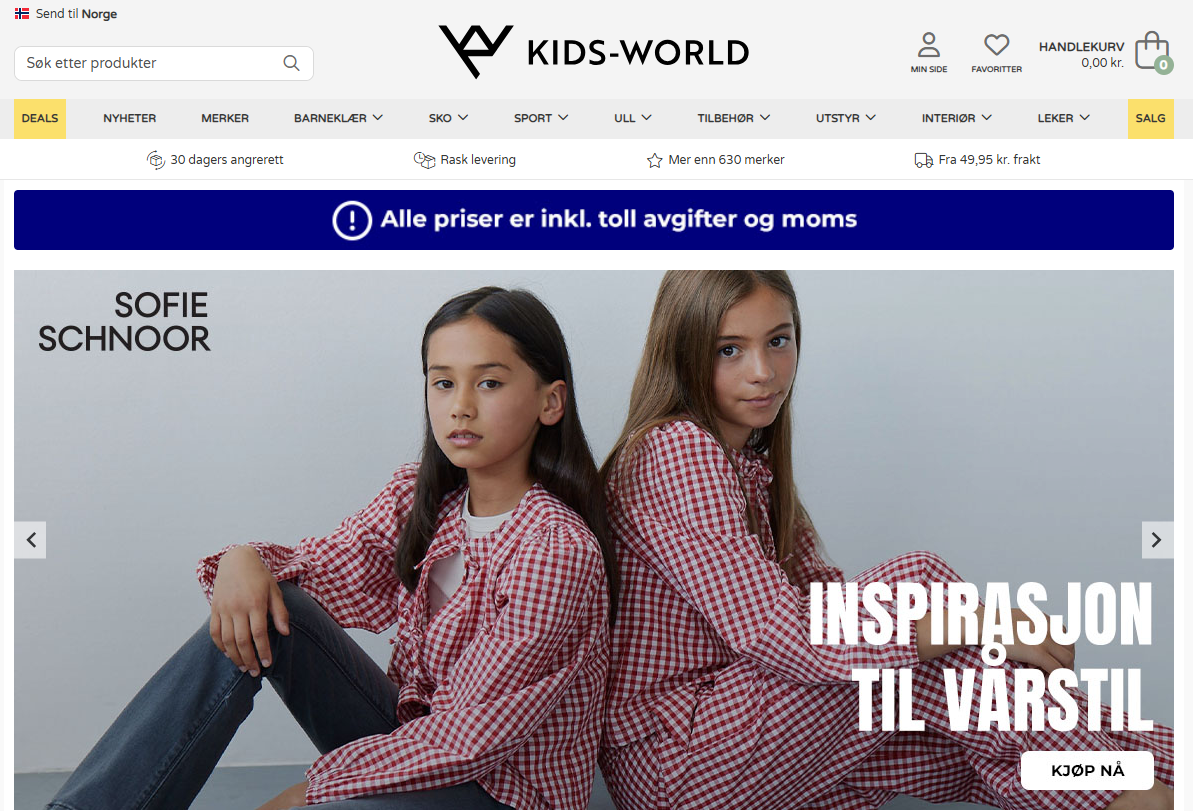 Send til Norge
Søk etter produkter
KIDS-WORLD
MIN SIDE
FAVORITTER
HANDLEKURV
0,00 kr.
0
DEALS NYHETER MERKER BARNEKLÆR SKO SPORT ULL TILBEHØR UTSTYR INTERIØR LEKER SALG
30 dagers angrerett Rask levering Mer enn 630 merker Fra 49,95 kr. frakt
Alle priser er inkl. toll avgifter og moms
SOFIE
SCHNOOR
INSPIRASJON
TIL VÅRSTIL
KJØP NÅ